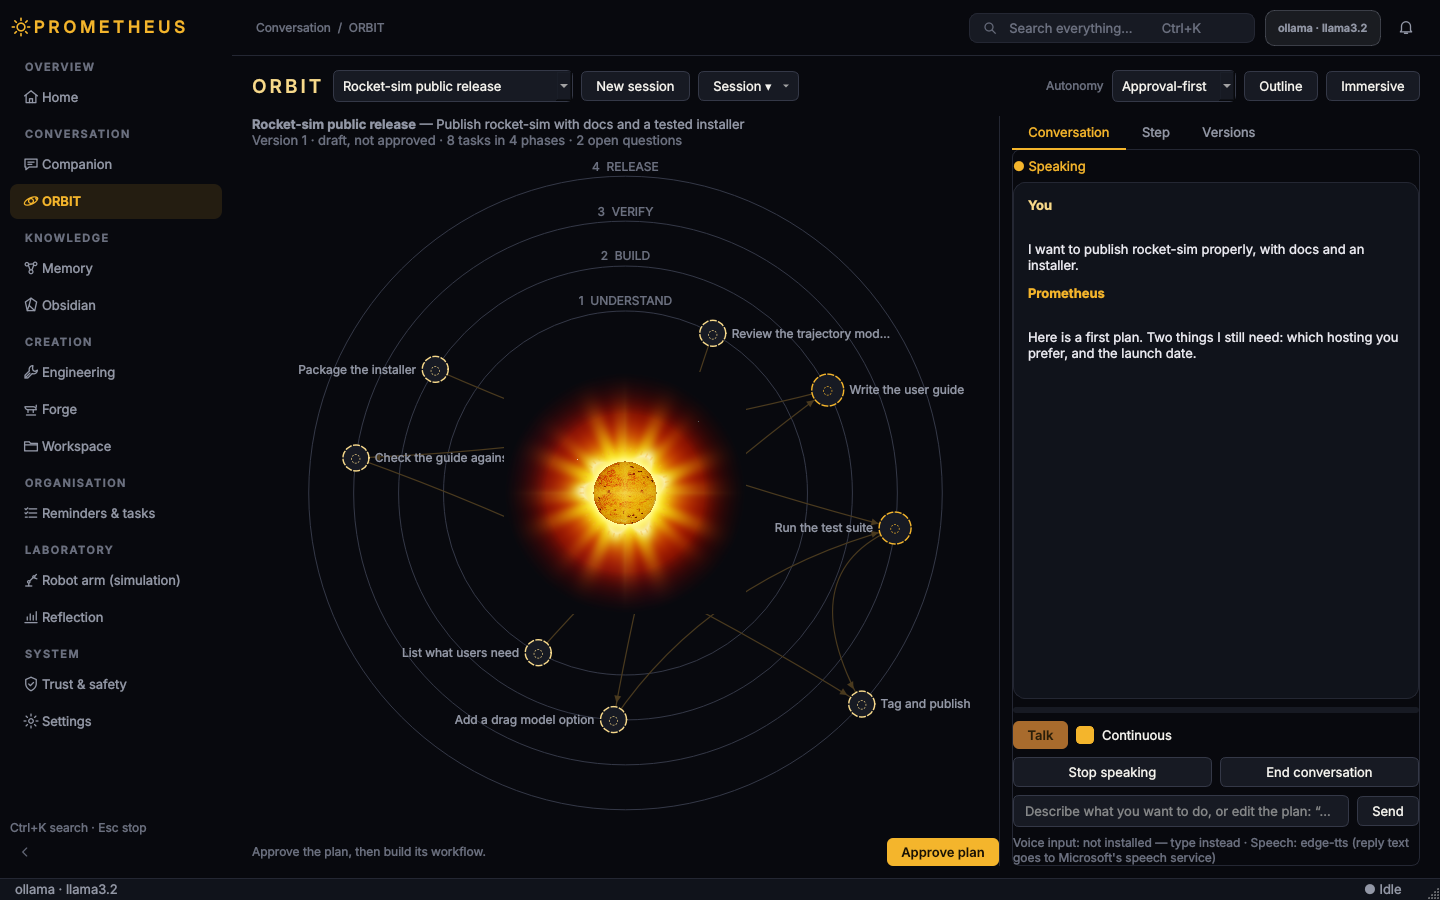 PROMETHEUS
Conversation / ORBIT
Search everything... Ctrl+K
ollama · llama3.2
OVERVIEW
Home
CONVERSATION
Companion
ORBIT
KNOWLEDGE
Memory
Obsidian
CREATION
Engineering
Forge
Workspace
ORGANISATION
Reminders & tasks
LABORATORY
Robot arm (simulation)
Reflection
SYSTEM
Trust & safety
Settings
Ctrl+K search · Esc stop
ORBIT
Rocket-sim public release
New session
Session ▾
Autonomy
Approval-first
Outline
Immersive
Rocket-sim public release — Publish rocket-sim with docs and a tested installer
Version 1 · draft, not approved · 8 tasks in 4 phases · 2 open questions
4 RELEASE
3 VERIFY
2 BUILD
1 UNDERSTAND
Review the trajectory mod...
Package the installer
Write the user guide
Check the guide agains
Run the test suite
List what users need
Tag and publish
Add a drag model option
Approve the plan, then build its workflow.
Approve plan
Conversation
Step
Versions
Speaking
You
I want to publish rocket-sim properly, with docs and an
installer.
Prometheus
Here is a first plan. Two things I still need: which hosting you
prefer, and the launch date.
Talk
Continuous
Stop speaking
End conversation
Describe what you want to do, or edit the plan: “...
Send
Voice input: not installed — type instead · Speech: edge-tts (reply text
goes to Microsoft's speech service)
ollama · llama3.2
Idle